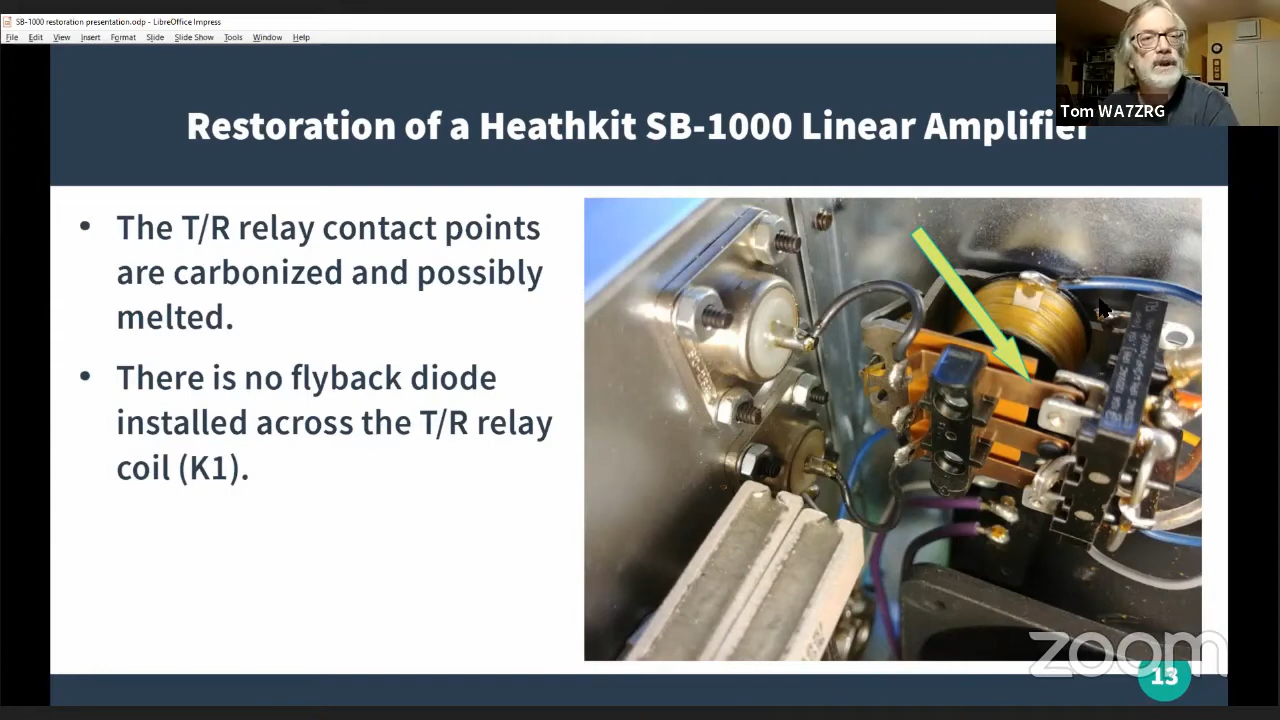 SB-1000 restoration presentation.odp - LibreOffice Impress
File Edit View Insert Format Slide Slide Show Tools Window Help
Tom WA7ZRG
Restoration of a Heathkit SB-1000 Linear Amplifier
• The T/R relay contact points
are carbonized and possibly
melted.
• There is no flyback diode
installed across the T/R relay
coil (K1).
zoom
13